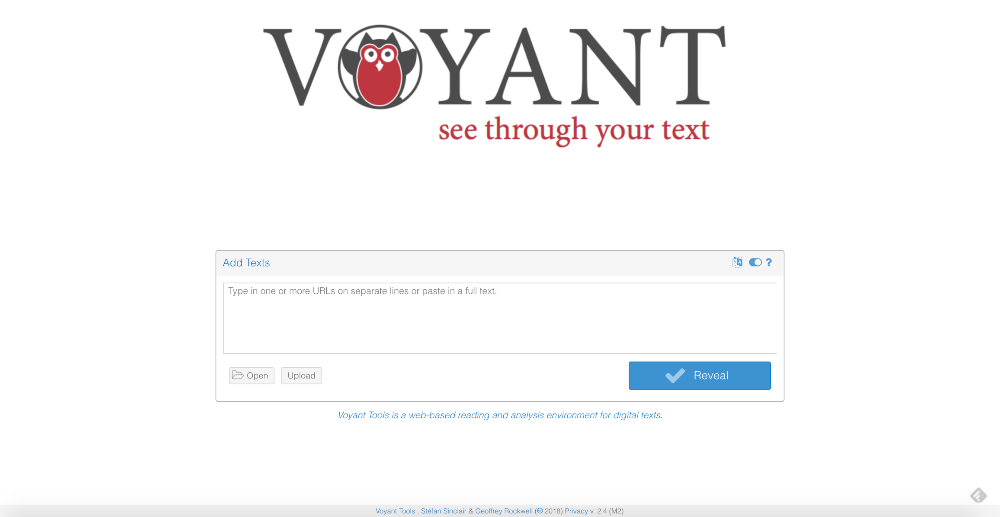 VOYANT
see through your text
Add Texts
?
Type in one or more URLs on separate lines or paste in a full text.
Open Upload Reveal
Voyant Tools is a web-based reading and analysis environment for digital texts.
Voyant Tools , Stéfan Sinclair & Geoffrey Rockwell (cc 2018) Privacy v. 2.4 (M2)